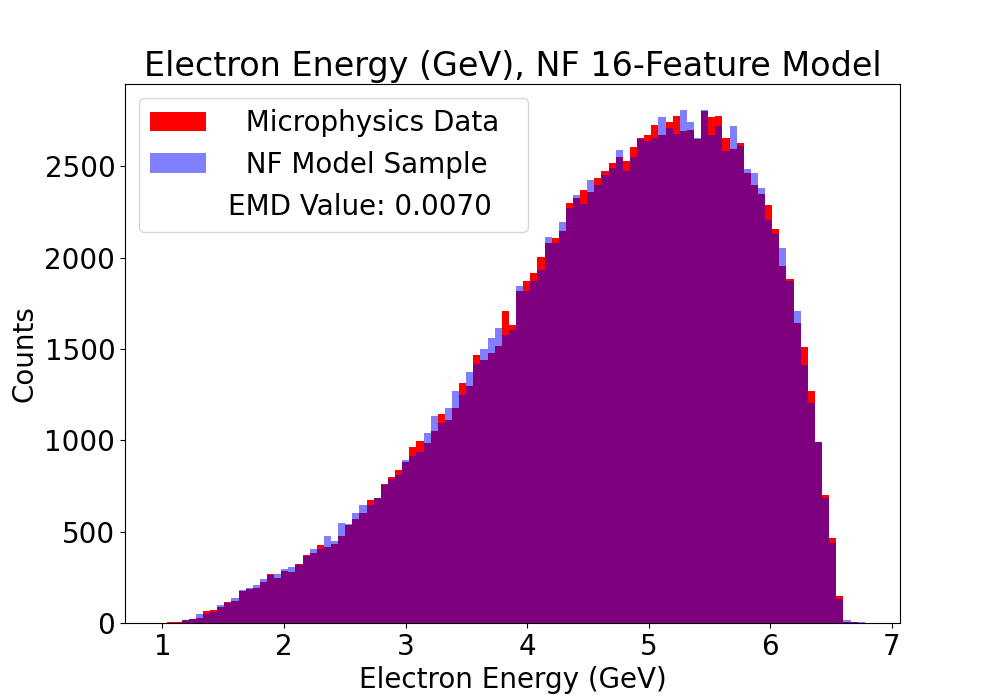 Electron Energy (GeV), NF 16-Feature Model
Microphysics Data
NF Model Sample
EMD Value: 0.0070
Counts
2500
2000
1500
1000
500
0
1 2 3 4 5 6 7
Electron Energy (GeV)